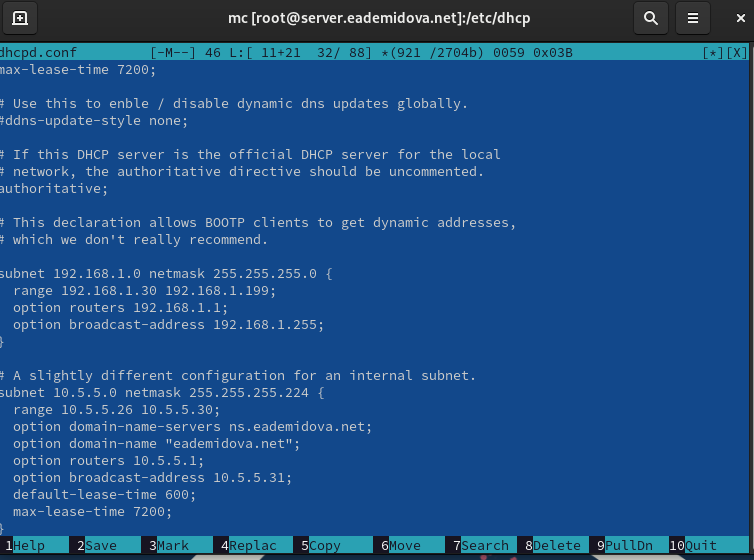 mc [root@server.eademidova.net]:/etc/dhcp
dhcpd.conf [-M--] 46 L:[ 11+21 32/ 88] *(921 /2704b) 0059 0x03B [*][X]
max-lease-time 7200;
# Use this to enble / disable dynamic dns updates globally.
#ddns-update-style none;
# If this DHCP server is the official DHCP server for the local
# network, the authoritative directive should be uncommented.
authoritative;
# This declaration allows BOOTP clients to get dynamic addresses,
# which we don't really recommend.
subnet 192.168.1.0 netmask 255.255.255.0 {
range 192.168.1.30 192.168.1.199;
option routers 192.168.1.1;
option broadcast-address 192.168.1.255;
}
# A slightly different configuration for an internal subnet.
subnet 10.5.5.0 netmask 255.255.255.224 {
range 10.5.5.26 10.5.5.30;
option domain-name-servers ns.eademidova.net;
option domain-name "eademidova.net";
option routers 10.5.5.1;
option broadcast-address 10.5.5.31;
default-lease-time 600;
max-lease-time 7200;
}
1Help 2Save 3Mark 4Replac 5Copy 6Move 7Search 8Delete 9PullDn 10Quit